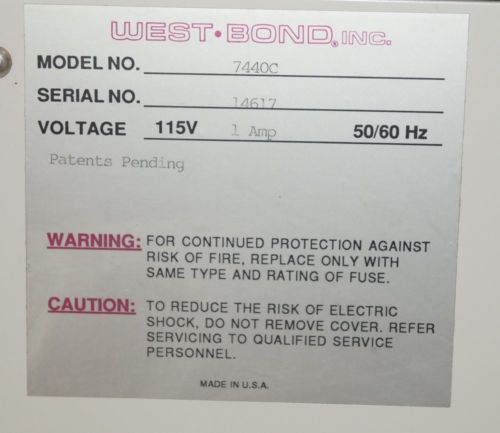 WEST•BOND, INC.
MODEL NO. 7440C
SERIAL NO. 14617
VOLTAGE 115V 1 Amp 50/60 Hz
Patents Pending
WARNING: FOR CONTINUED PROTECTION AGAINST
RISK OF FIRE, REPLACE ONLY WITH
SAME TYPE AND RATING OF FUSE.
CAUTION: TO REDUCE THE RISK OF ELECTRIC
SHOCK, DO NOT REMOVE COVER. REFER
SERVICING TO QUALIFIED SERVICE
PERSONNEL.
MADE IN U.S.A.